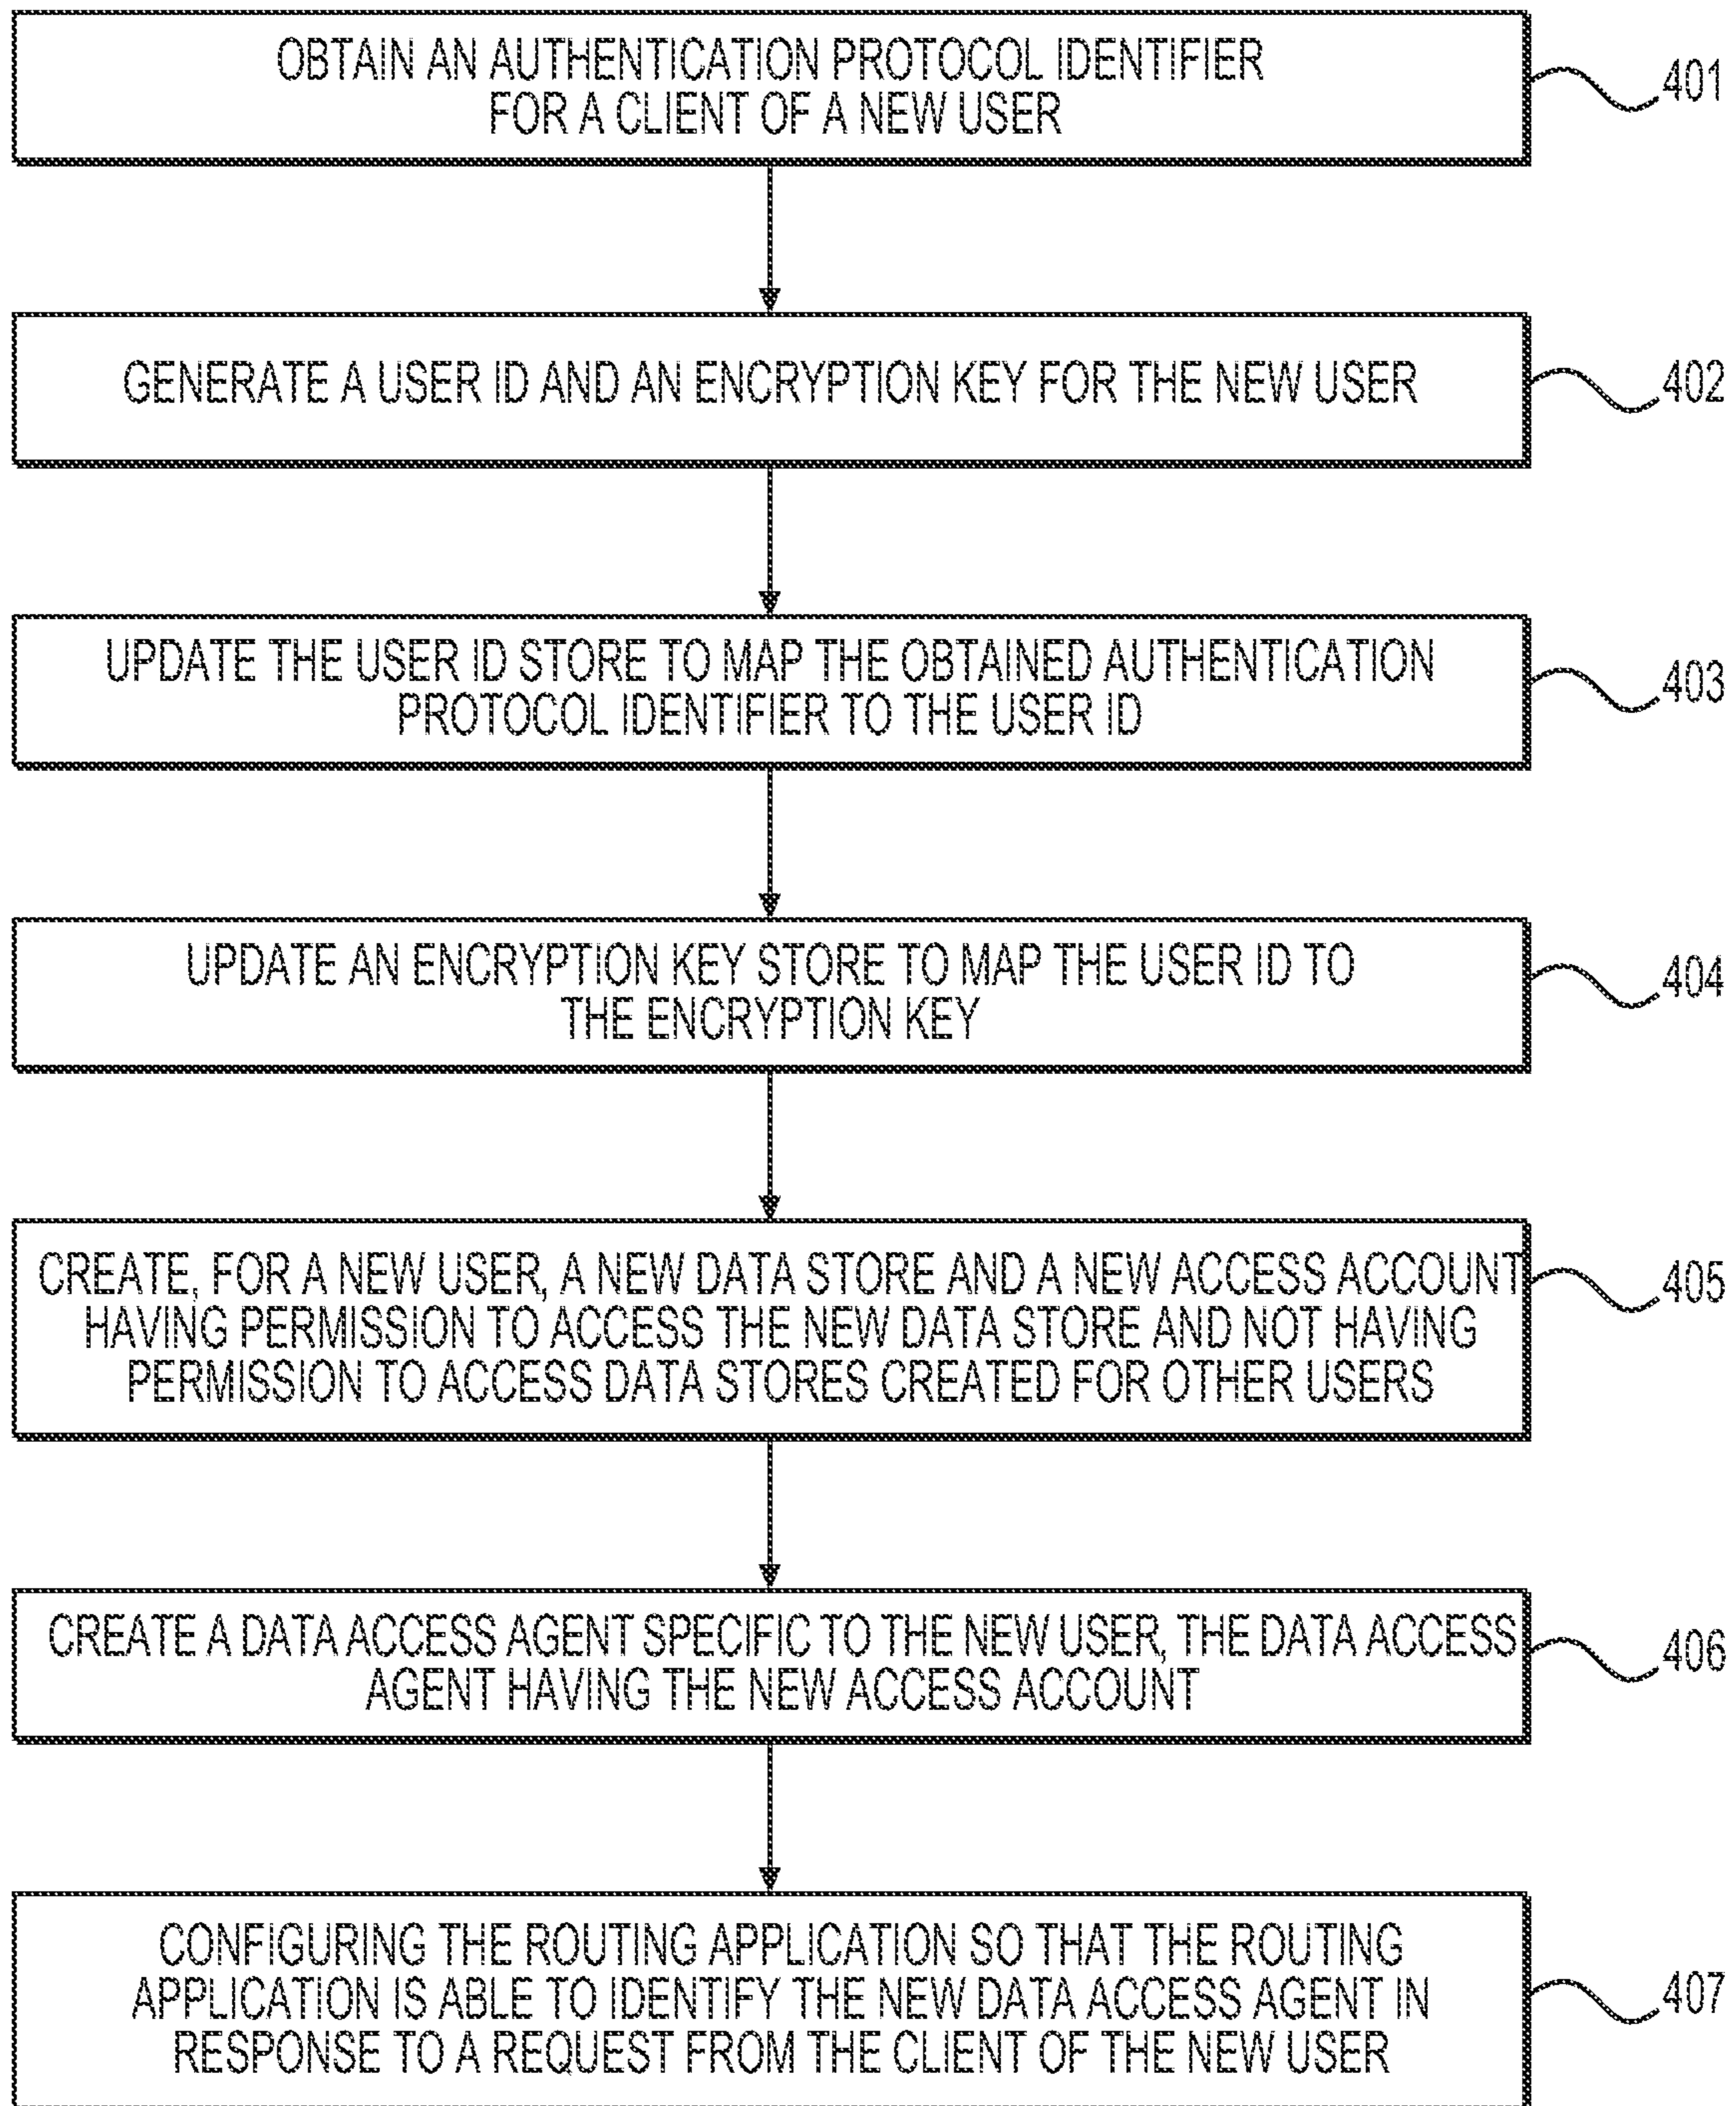 OBTAIN AN AUTHENTICATION PROTOCOL IDENTIFIER
FOR A CLIENT OF A NEW USER
401
GENERATE A USER ID AND AN ENCRYPTION KEY FOR THE NEW USER
402
UPDATE THE USER ID STORE TO MAP THE OBTAINED AUTHENTICATION
PROTOCOL IDENTIFIER TO THE USER ID
403
UPDATE AN ENCRYPTION KEY STORE TO MAP THE USER ID TO
THE ENCRYPTION KEY
404
CREATE, FOR A NEW USER, A NEW DATA STORE AND A NEW ACCESS ACCOUNT
HAVING PERMISSION TO ACCESS THE NEW DATA STORE AND NOT HAVING
PERMISSION TO ACCESS DATA STORES CREATED FOR OTHER USERS
405
CREATE A DATA ACCESS AGENT SPECIFIC TO THE NEW USER, THE DATA ACCESS
AGENT HAVING THE NEW ACCESS ACCOUNT
406
CONFIGURING THE ROUTING APPLICATION SO THAT THE ROUTING
APPLICATION IS ABLE TO IDENTIFY THE NEW DATA ACCESS AGENT IN
RESPONSE TO A REQUEST FROM THE CLIENT OF THE NEW USER
407